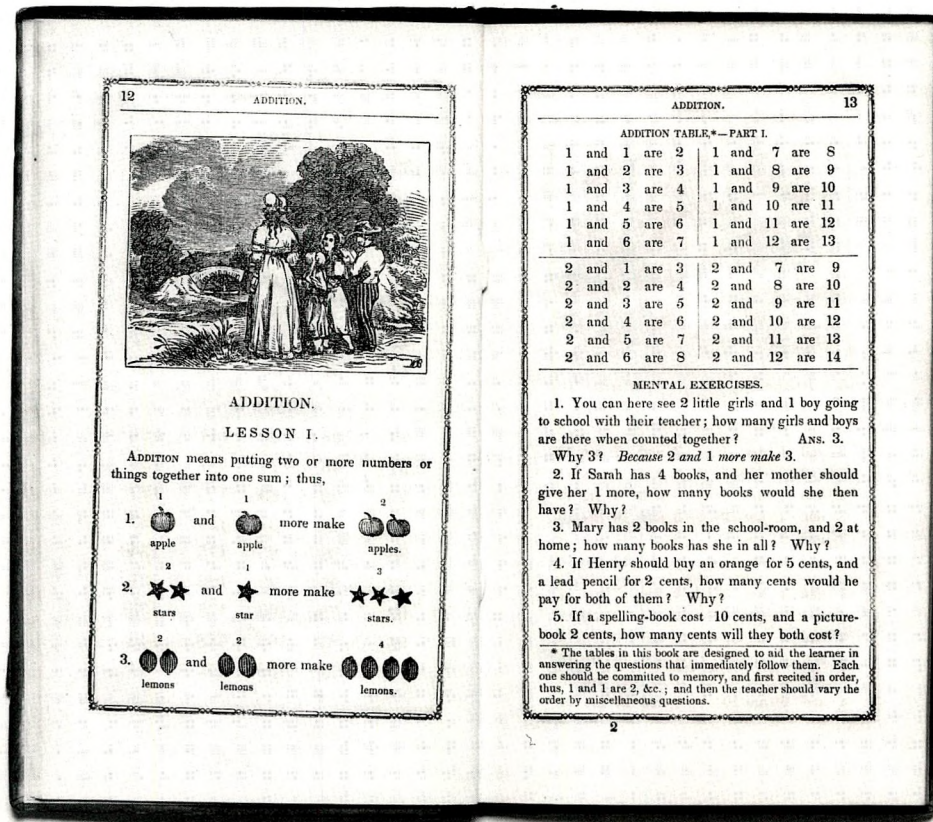 12
ADDITION.
ADDITION.
LESSON I.
ADDITION means putting two or more numbers or
things together into one sum ; thus,
1 2
1. and more make
apple apple apples.
2 1 3
2. and more make
stars star stars.
2 2 4
3. and more make
lemons lemons lemons.
ADDITION. 13
ADDITION TABLE,*—PART I.
1 and 1 are 2 1 and 7 are 8
1 and 2 are 3 1 and 8 are 9
1 and 3 are 4 1 and 9 are 10
1 and 4 are 5 1 and 10 are 11
1 and 5 are 6 1 and 11 are 12
1 and 6 are 7 1 and 12 are 13
2 and 1 are 3 2 and 7 are 9
2 and 2 are 4 2 and 8 are 10
2 and 3 are 5 2 and 9 are 11
2 and 4 are 6 2 and 10 are 12
2 and 5 are 7 2 and 11 are 13
2 and 6 are 8 2 and 12 are 14
MENTAL EXERCISES.
1. You can here see 2 little girls and 1 boy going
to school with their teacher ; how many girls and boys
are there when counted together ? Ans. 3.
Why 3 ? Because 2 and 1 more make 3.
2. If Sarah has 4 books, and her mother should
give her 1 more, how many books would she then
have ? Why ?
3. Mary has 2 books in the school-room, and 2 at
home ; how many books has she in all ? Why ?
4. If Henry should buy an orange for 5 cents, and
a lead pencil for 2 cents, how many cents would he
pay for both of them ? Why ?
5. If a spelling-book cost 10 cents, and a picture-
book 2 cents, how many cents will they both cost ?
* The tables in this book are designed to aid the learner in
answering the questions that immediately follow them. Each
one should be committed to memory, and first recited in order,
thus, 1 and 1 are 2, &c. ; and then the teacher should vary the
order by miscellaneous questions.
2